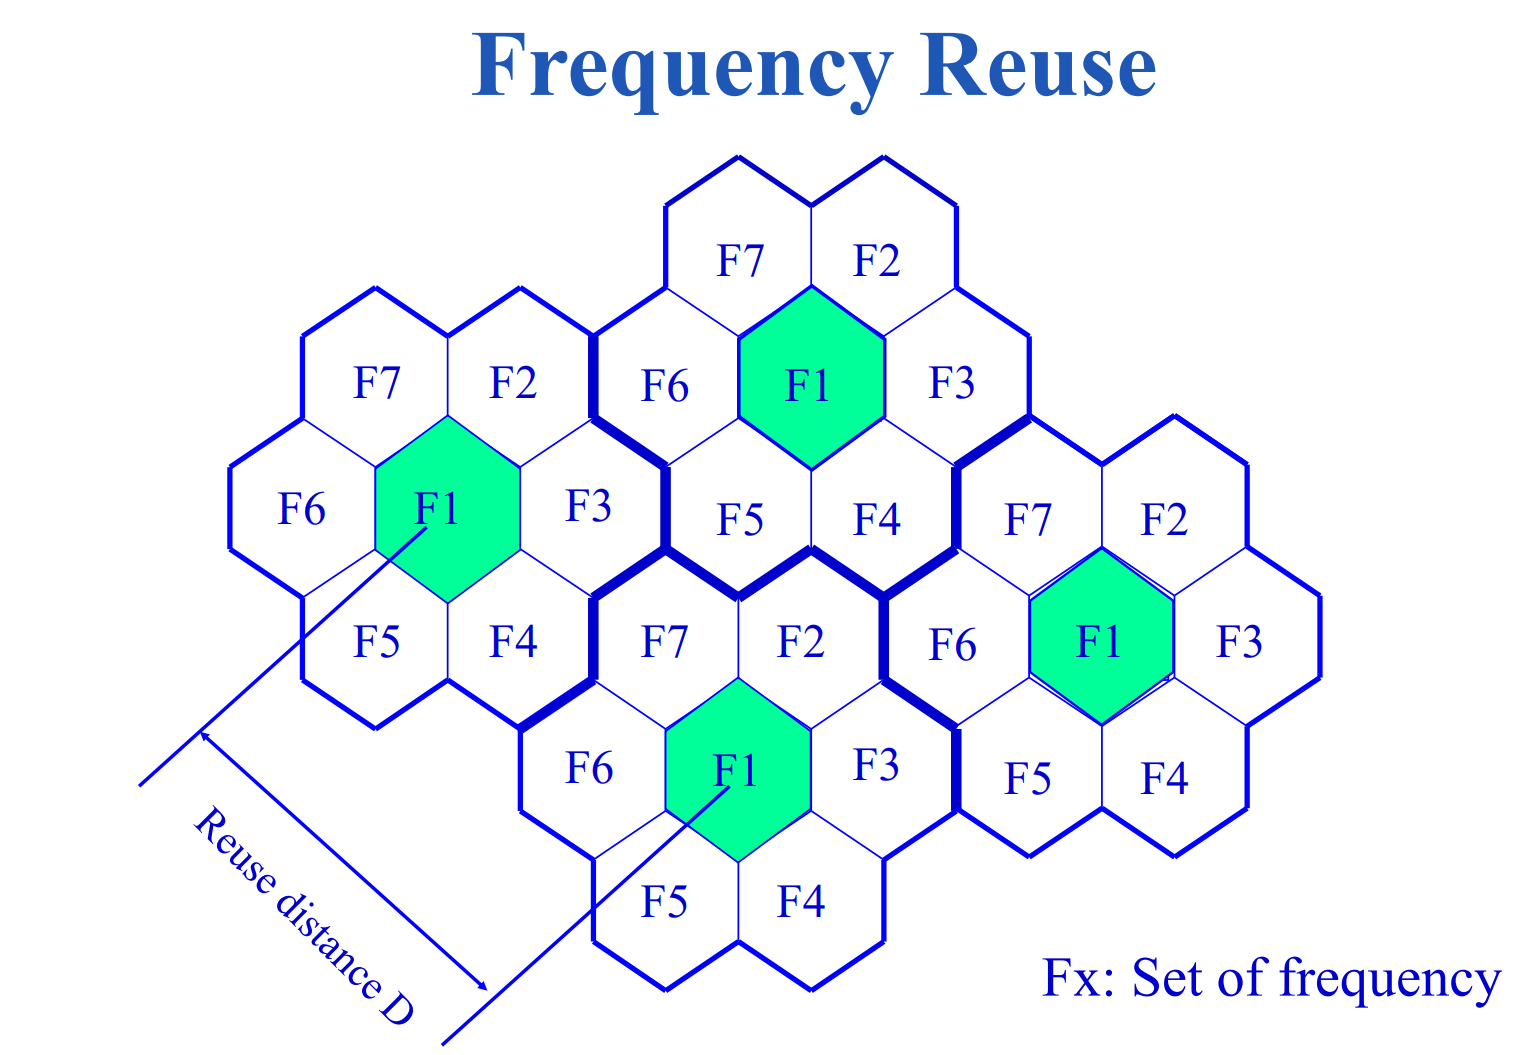 Frequency Reuse
F7 F2
F7 F2 F6 F1 F3
F6 F1 F3 F5 F4 F7 F2
F5 F4 F7 F2 F6 F1 F3
F6 F1 F3 F5 F4
F5 F4
Reuse distance D
Fx: Set of frequency